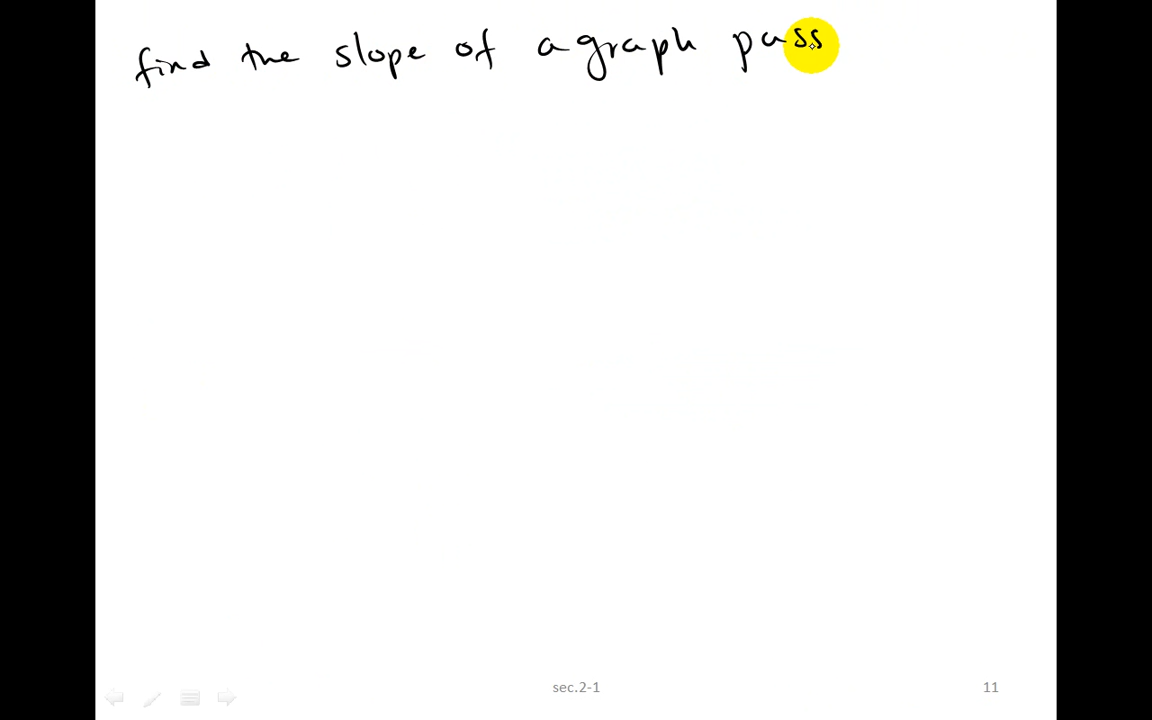 find the slope of a graph pass
sec.2-1
11